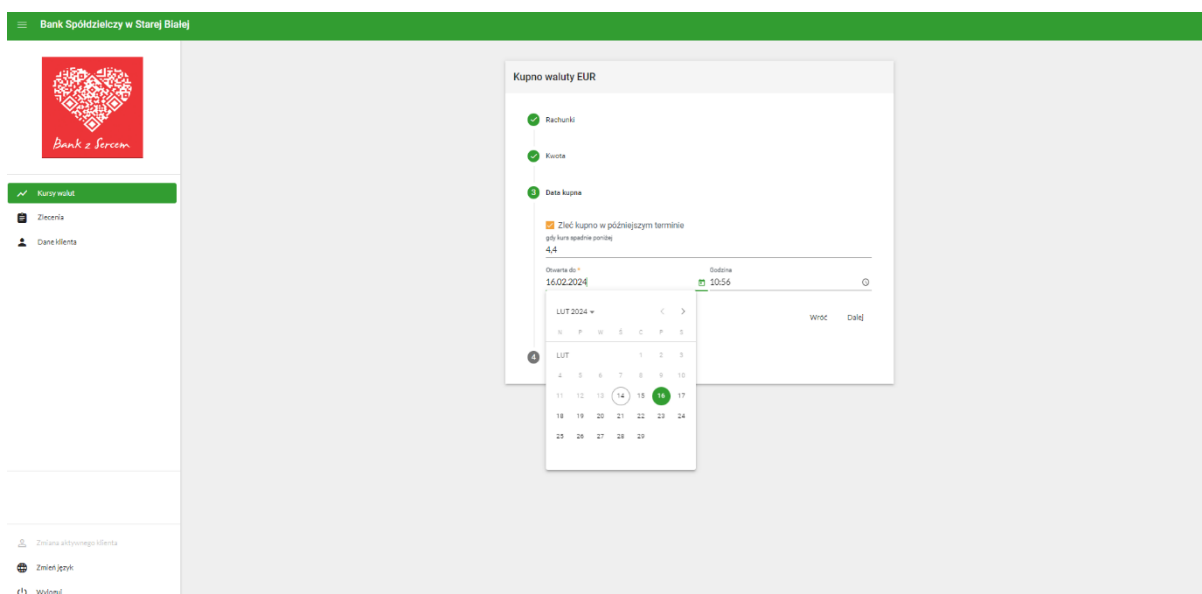 Bank Spółdzielczy w Starej Białej
Bank z Sercem
Kursy walut
Zlecenia
Dane klienta
Zmiana aktywnego klienta
Zmień język
Wyloguj
Kupno waluty EUR
Rachunki
Kwota
3 Data kupna
Zleć kupno w późniejszym terminie
gdy kurs spadnie poniżej
4,4
Otwarte do * Godzina
16.02.2024 10:56
LUT 2024
N P W Ś C P S
LUT 1 2 3
4 5 6 7 8 9 10
11 12 13 14 15 16 17
18 19 20 21 22 23 24
25 26 27 28 29
Wróć Dalej
4